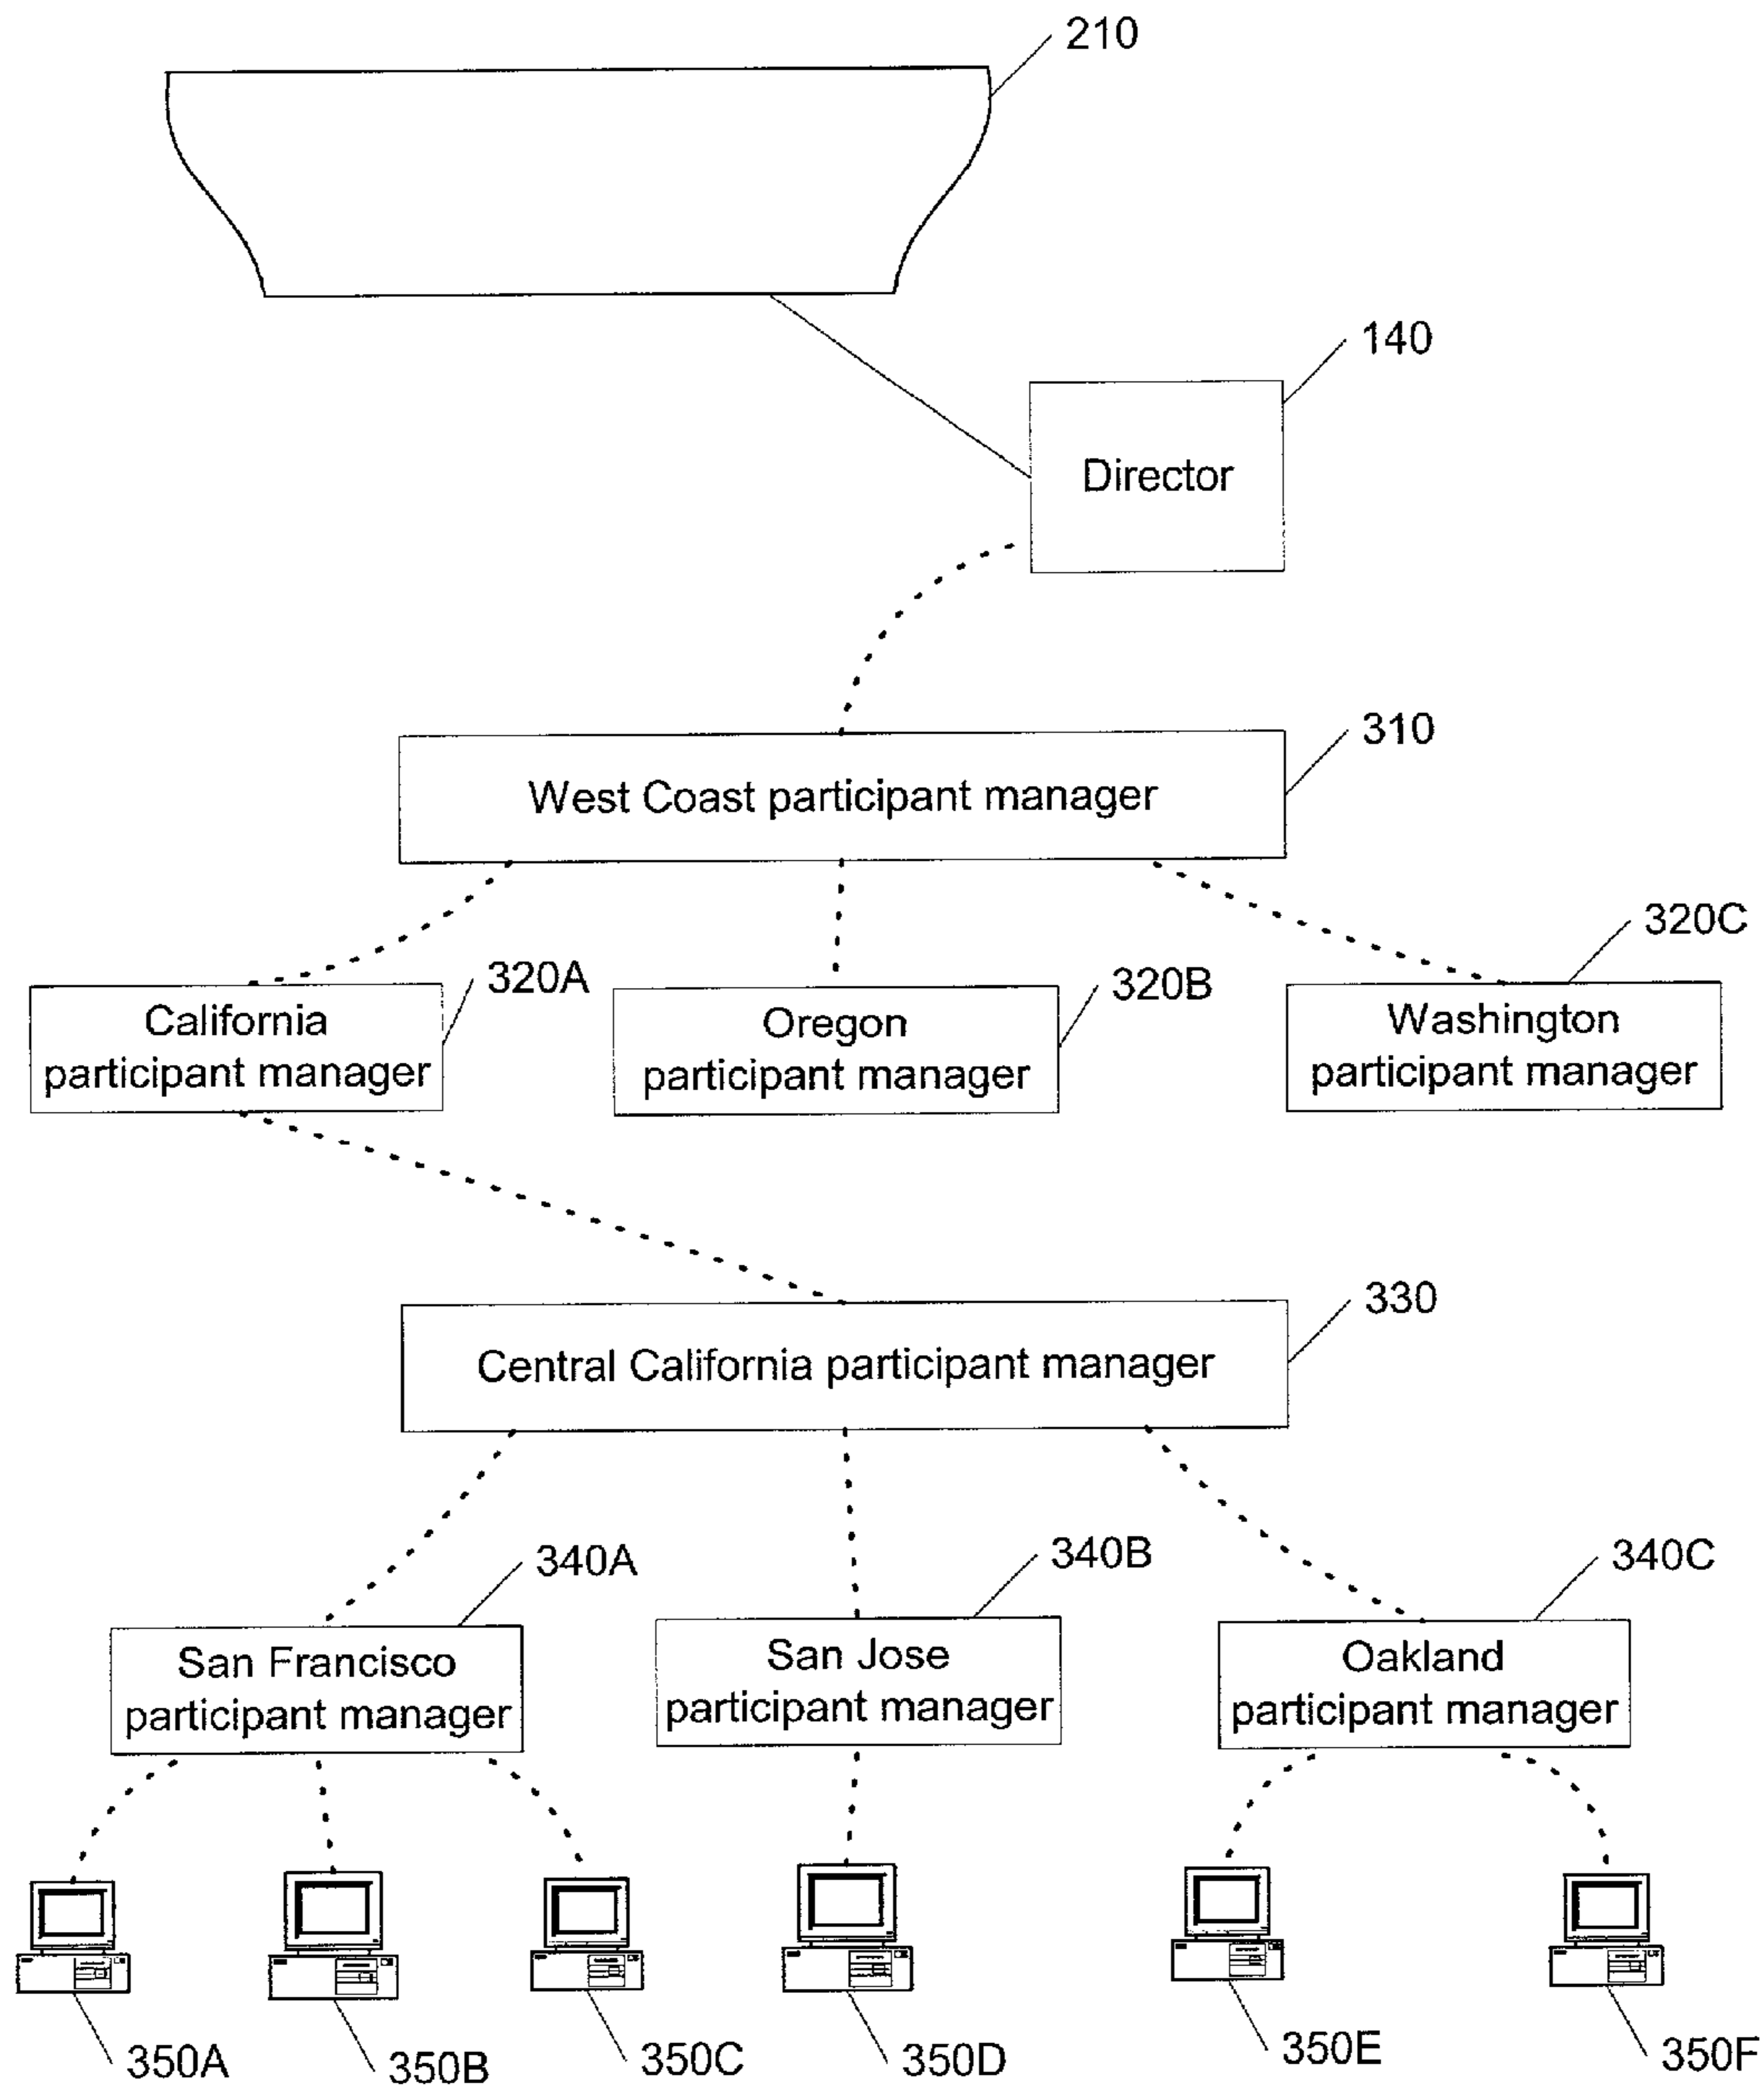 210
140
Director
310
West Coast participant manager
320A
320B
320C
California
participant manager
Oregon
participant manager
Washington
participant manager
330
Central California participant manager
340A
340B
340C
San Francisco
participant manager
San Jose
participant manager
Oakland
participant manager
350A
350B
350C
350D
350E
350F